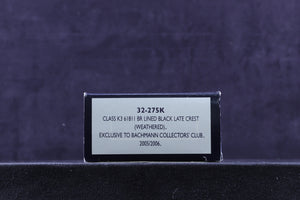 32-275K
CLASS K3 61811 BR LINED BLACK LATE CREST
(WEATHERED).
EXCLUSIVE TO BACHMANN COLLECTORS' CLUB,
2005/2006.